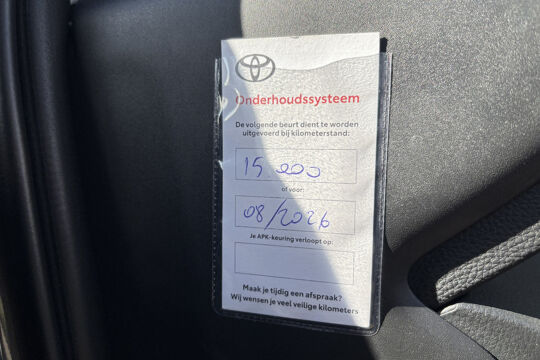 Onderhoudssysteem
De volgende beurt dient te worden
uitgevoerd bij kilometerstand:
15.000
of voor:
08/2026
Je APK-keuring verloopt op:
Maak je tijdig een afspraak?
Wij wensen je veel veilige kilometers